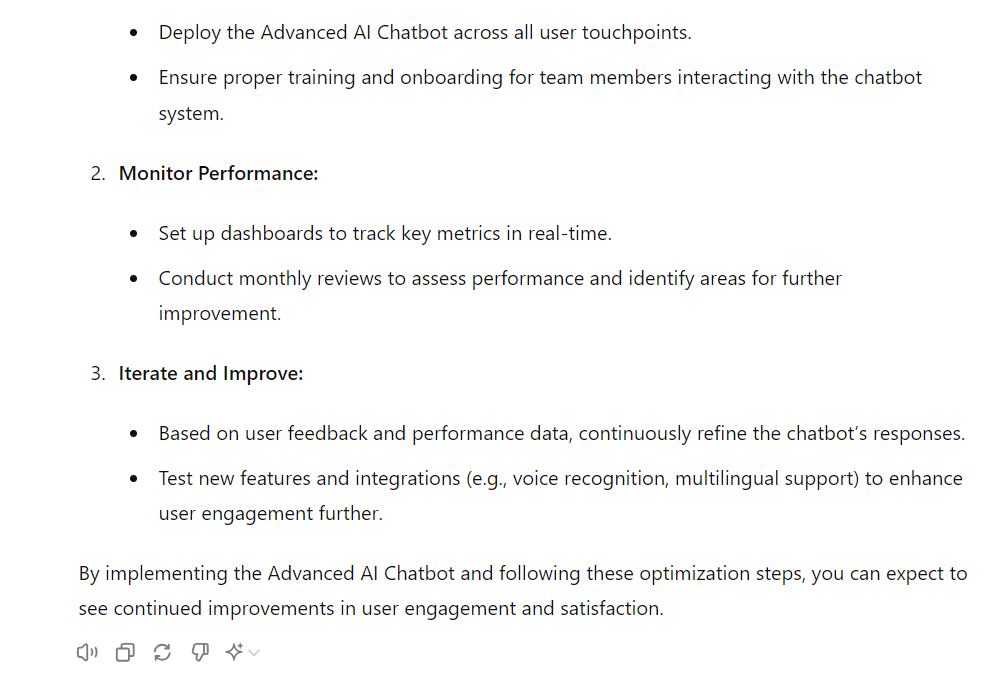 • Deploy the Advanced AI Chatbot across all user touchpoints.
• Ensure proper training and onboarding for team members interacting with the chatbot
system.
2. Monitor Performance:
• Set up dashboards to track key metrics in real-time.
• Conduct monthly reviews to assess performance and identify areas for further
improvement.
3. Iterate and Improve:
• Based on user feedback and performance data, continuously refine the chatbot’s responses.
• Test new features and integrations (e.g., voice recognition, multilingual support) to enhance
user engagement further.
By implementing the Advanced AI Chatbot and following these optimization steps, you can expect to
see continued improvements in user engagement and satisfaction.